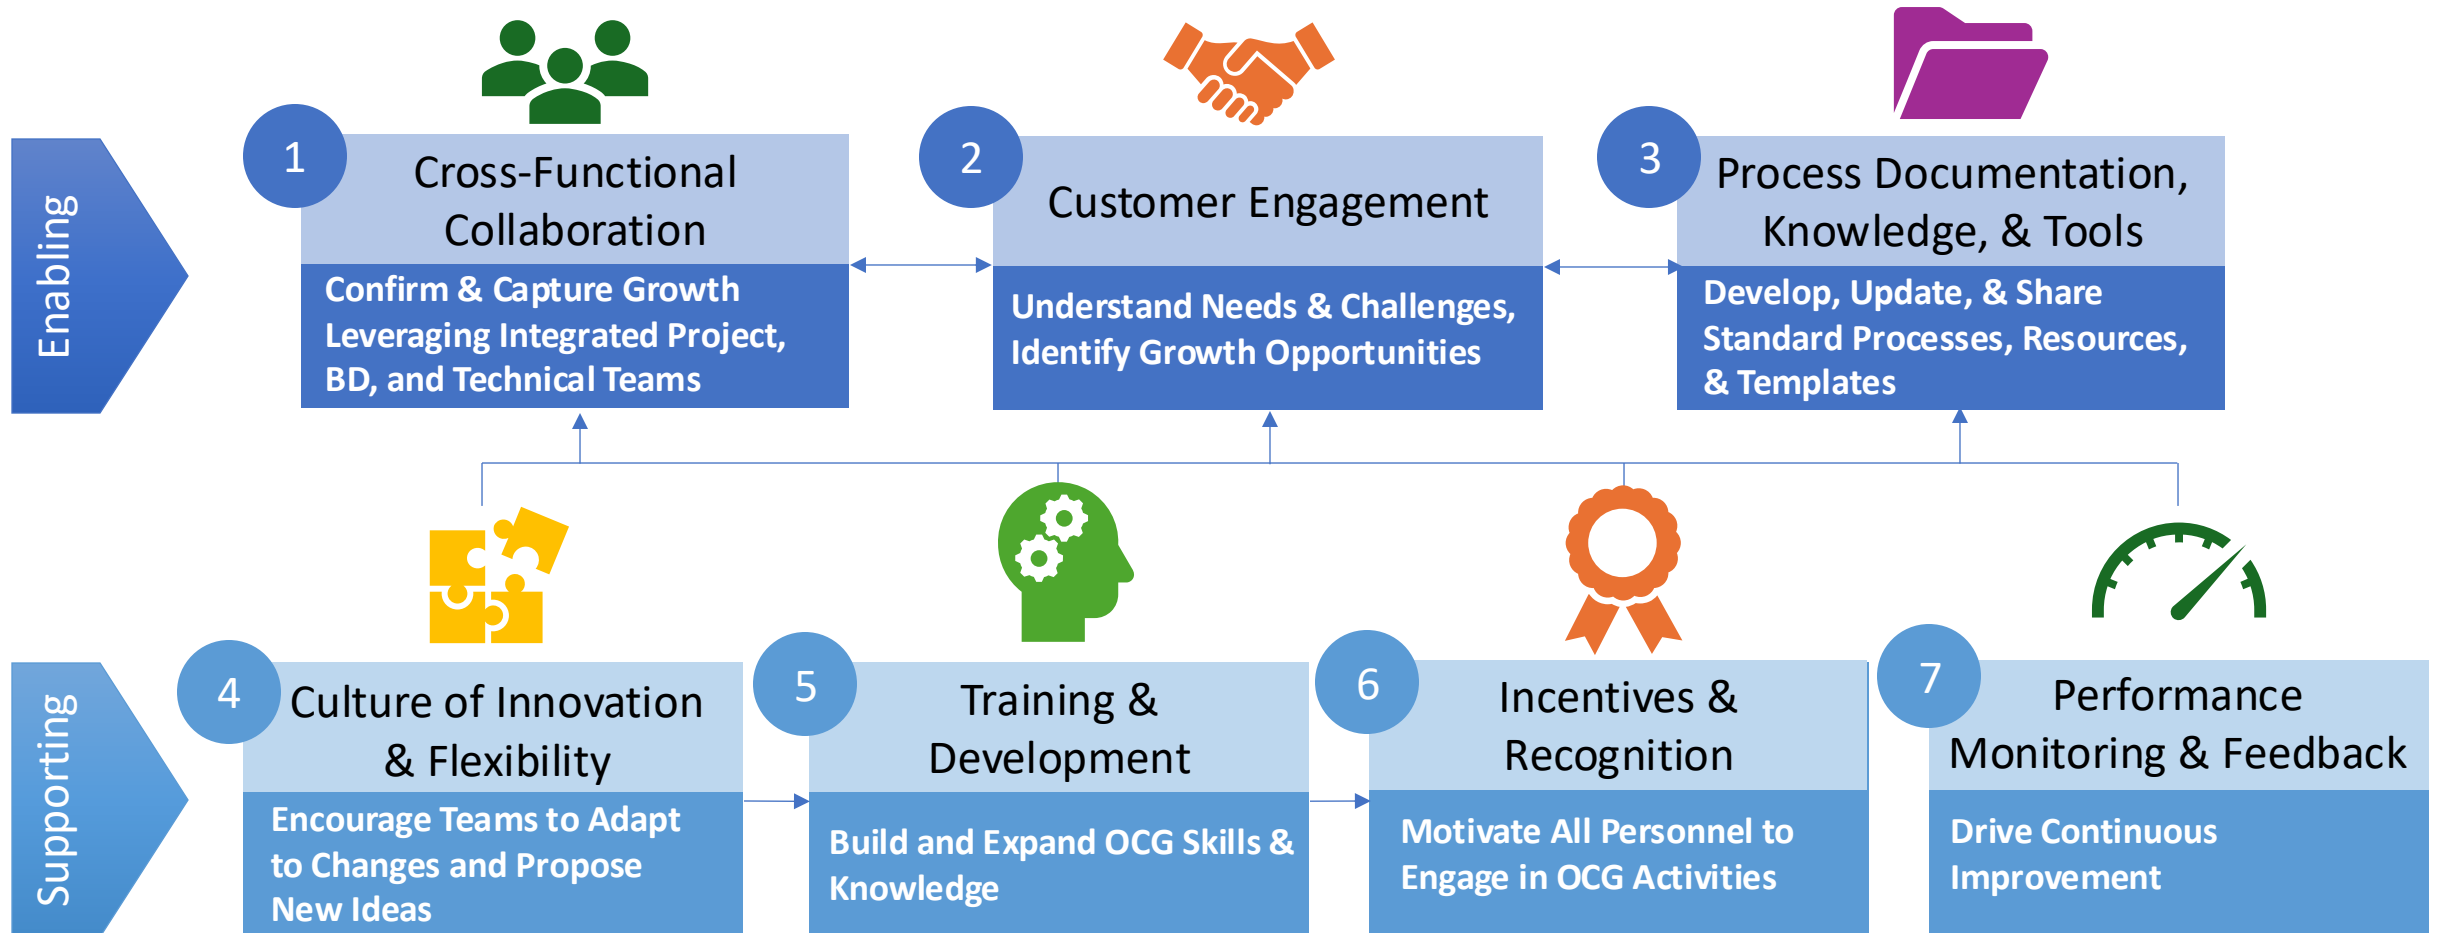 Enabling
1
Cross-Functional
Collaboration
Confirm & Capture Growth
Leveraging Integrated Project,
BD, and Technical Teams
2
Customer Engagement
Understand Needs & Challenges,
Identify Growth Opportunities
3
Process Documentation,
Knowledge, & Tools
Develop, Update, & Share
Standard Processes, Resources,
& Templates
Supporting
4
Culture of Innovation
& Flexibility
Encourage Teams to Adapt
to Changes and Propose
New Ideas
5
Training &
Development
Build and Expand OCG Skills &
Knowledge
6
Incentives &
Recognition
Motivate All Personnel to
Engage in OCG Activities
7
Performance
Monitoring & Feedback
Drive Continuous
Improvement